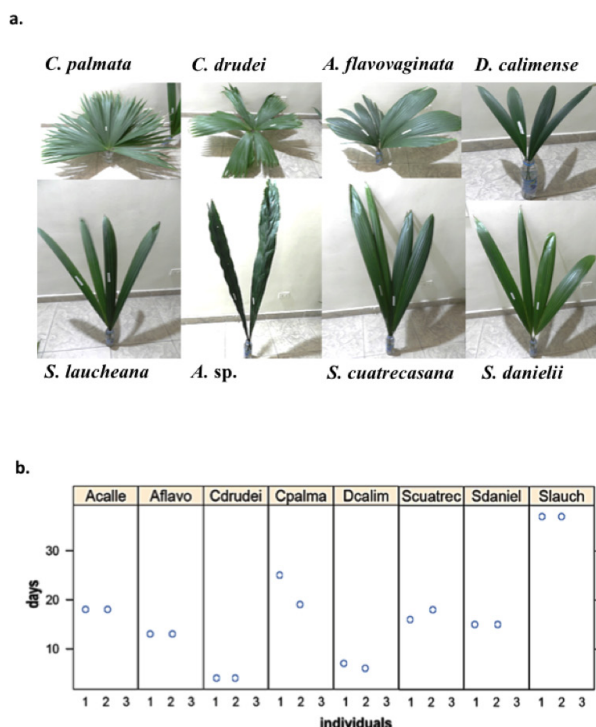 a.
C. palmata C. drudei A. flavovaginata D. calimense
S. laucheana A. sp. S. cuatrecasana S. danielii
b.
Acalle Aflavo Cdrudei Cpalma Dcalim Scuatrec Sdaniel Slauch
30
20
10
days
1 2 3 1 2 3 1 2 3 1 2 3 1 2 3 1 2 3 1 2 3 1 2 3
individuals